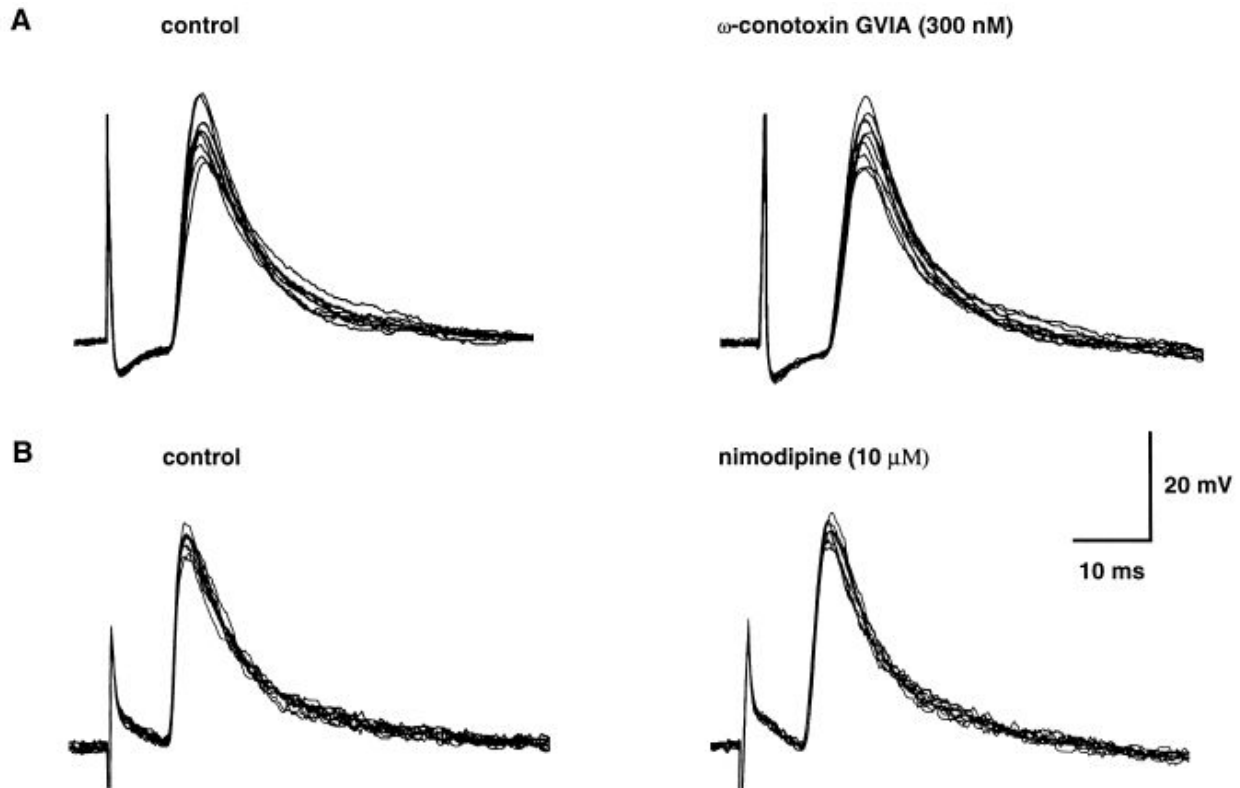 A
control
ω-conotoxin GVIA (300 nM)
B
control
nimodipine (10 μM)
20 mV
10 ms